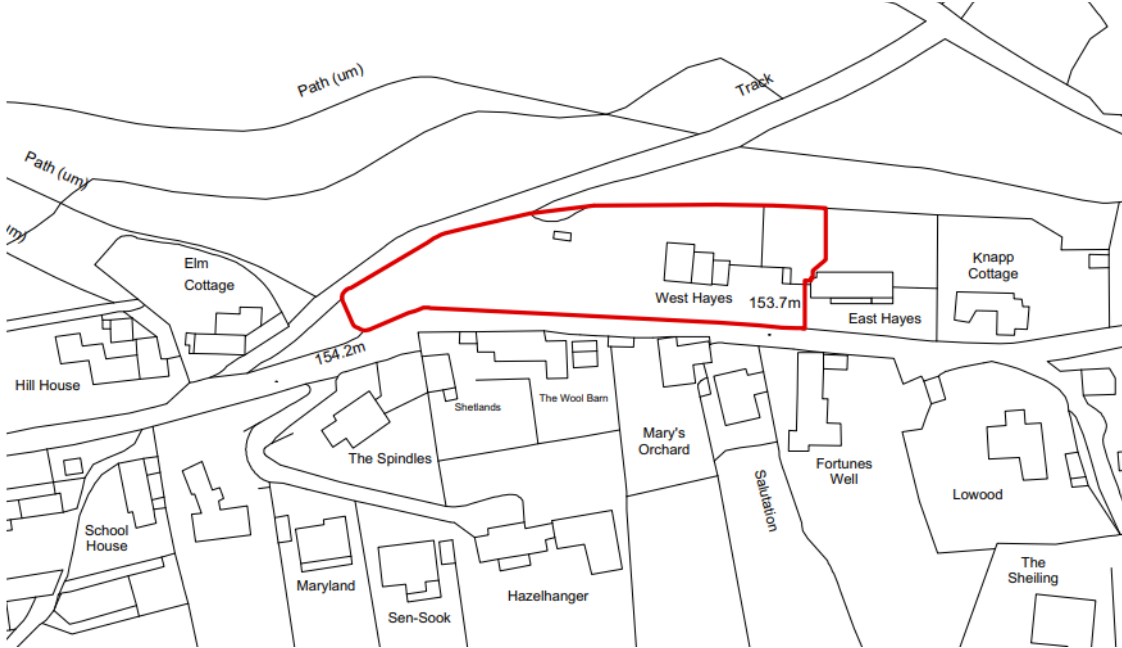 Path (um)
Track
Path (um)
um)
Elm
Cottage
Knapp
Cottage
West Hayes
153.7m
East Hayes
154.2m
Hill House
Shetlands
The Wool Barn
Mary's
Orchard
The Spindles
Fortunes
Well
Salutation
Lowood
School
House
Maryland
Sen-Sook
Hazelhanger
The
Sheiling